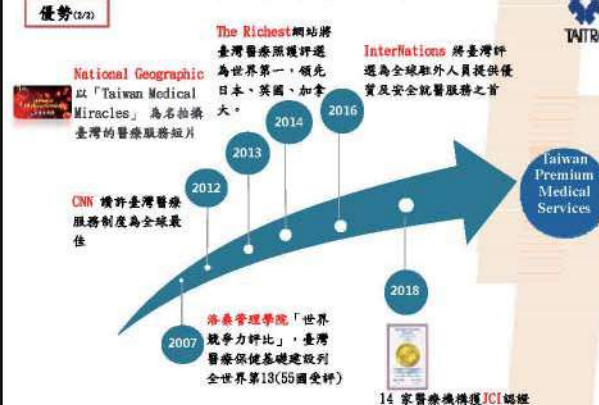 優勢(2/2)
TAITRA
The Richest網站將
臺灣醫療照護評選
為世界第一，領先
日本、英國、加拿
大。
InterNations 將臺灣評
選為全球駐外人員提供優
質及安全就醫服務之首
National Geographic
以「Taiwan Medical
Miracles」 為名拍攝
臺灣的醫療服務短片
2016
2014
2013
2012
CNN 讚許臺灣醫療
服務制度為全球最
佳
Taiwan
Premium
Medical
Services
2018
2007
洛桑管理學院「世界
競爭力評比」，臺灣
醫療保健基礎建設列
全世界第13(55國受評)
14 家醫療機構獲JCI認證